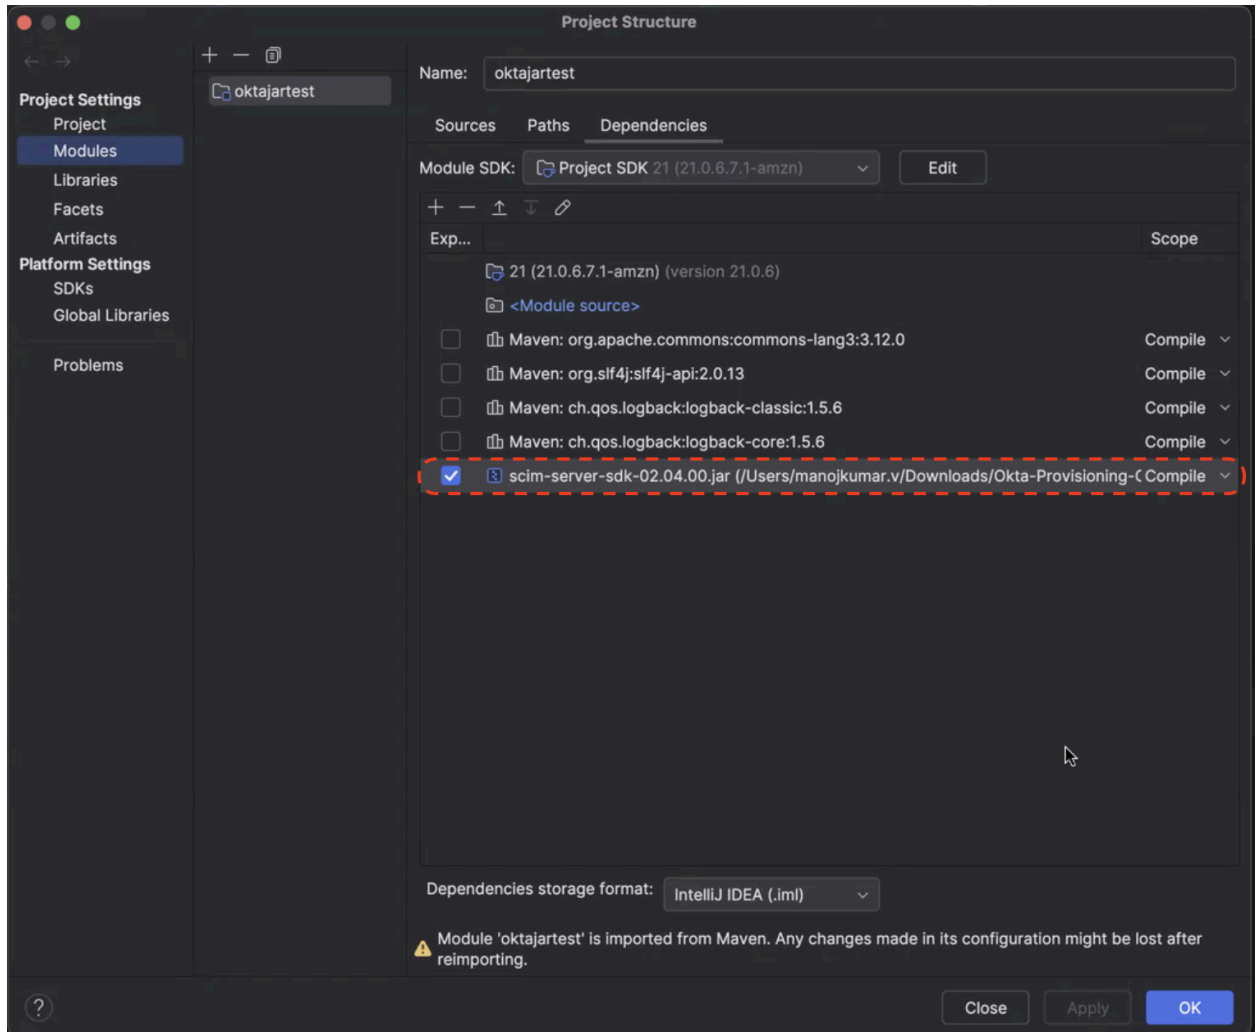 Project Structure
Project Settings
Project
Modules
Libraries
Facets
Artifacts
Platform Settings
SDKs
Global Libraries
Problems
oktajartest
Name: oktajartest
Sources Paths Dependencies
Module SDK: Project SDK 21 (21.0.6.7.1-amzn) Edit
Exp... Scope
21 (21.0.6.7.1-amzn) (version 21.0.6)
<Module source>
Maven: org.apache.commons:commons-lang3:3.12.0 Compile
Maven: org.slf4j:slf4j-api:2.0.13 Compile
Maven: ch.qos.logback:logback-classic:1.5.6 Compile
Maven: ch.qos.logback:logback-core:1.5.6 Compile
scim-server-sdk-02.04.00.jar (/Users/manojkumar.v/Downloads/Okta-Provisioning-C Compile
Dependencies storage format: IntelliJ IDEA (.iml)
Module 'oktajartest' is imported from Maven. Any changes made in its configuration might be lost after
reimporting.
? Close Apply OK